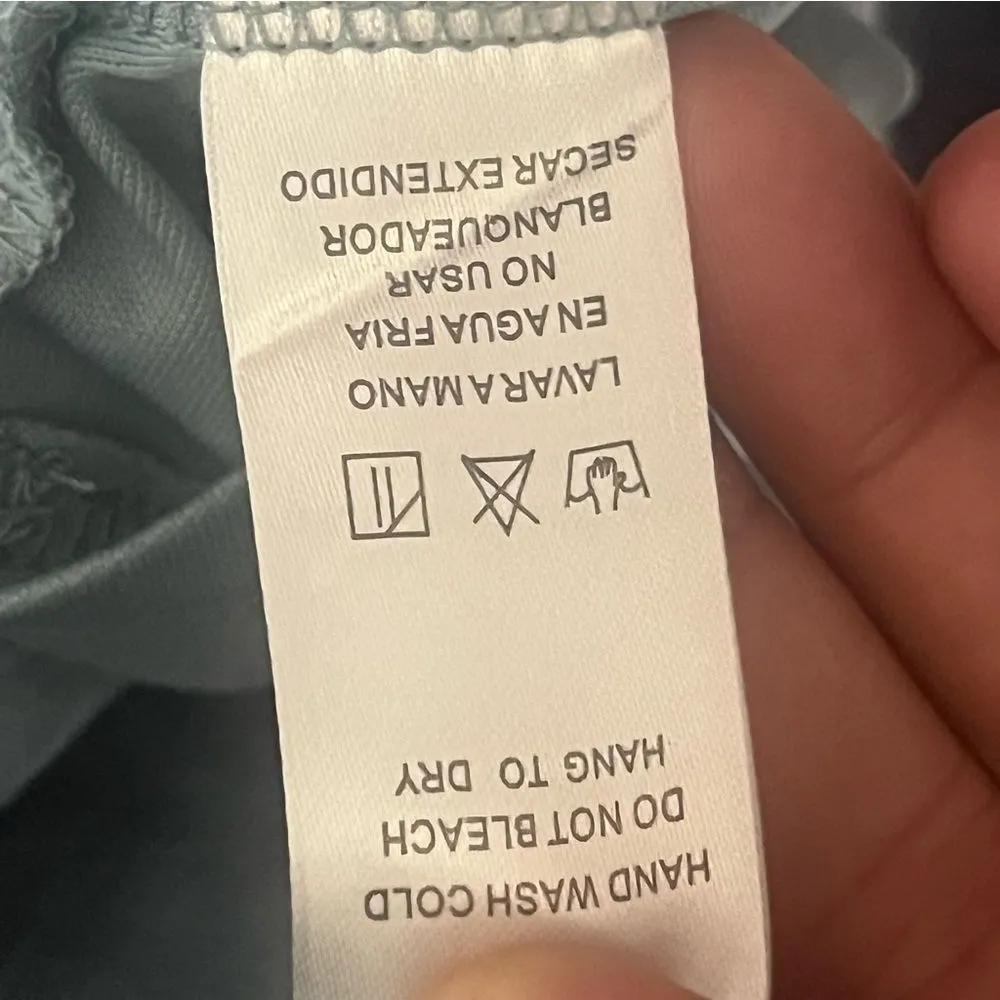 HAND WASH COLD
DO NOT BLEACH
HANG TO DRY
LAVAR A MANO
EN AGUA FRIA
NO USAR
BLANQUEADOR
SECAR EXTENDIDO